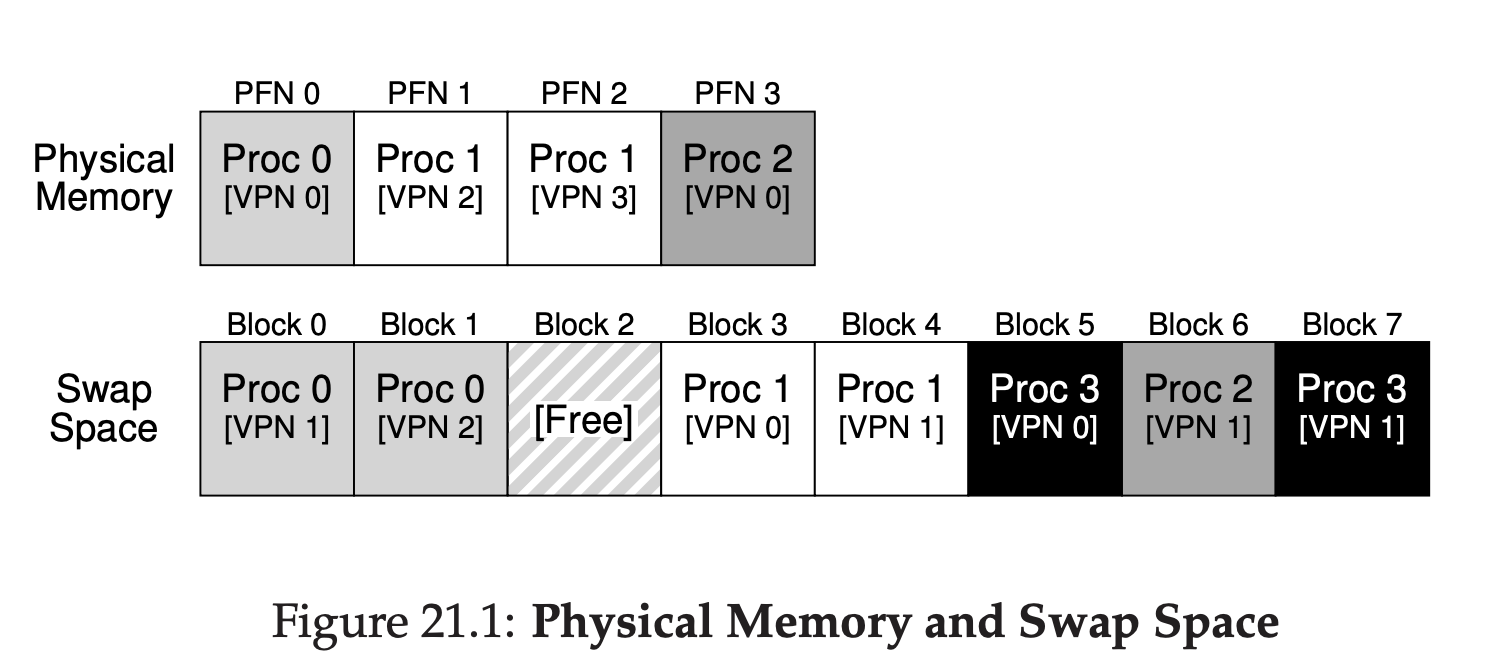 PFN 0 PFN 1 PFN 2 PFN 3
Physical Memory
Proc 0 Proc 1 Proc 1 Proc 2
[VPN 0] [VPN 2] [VPN 3] [VPN 0]
Block 0 Block 1 Block 2 Block 3 Block 4 Block 5 Block 6 Block 7
Swap Space
Proc 0 Proc 0 [Free] Proc 1 Proc 1 Proc 3 Proc 2 Proc 3
[VPN 1] [VPN 2] [VPN 0] [VPN 1] [VPN 0] [VPN 1] [VPN 1]
Figure 21.1: Physical Memory and Swap Space